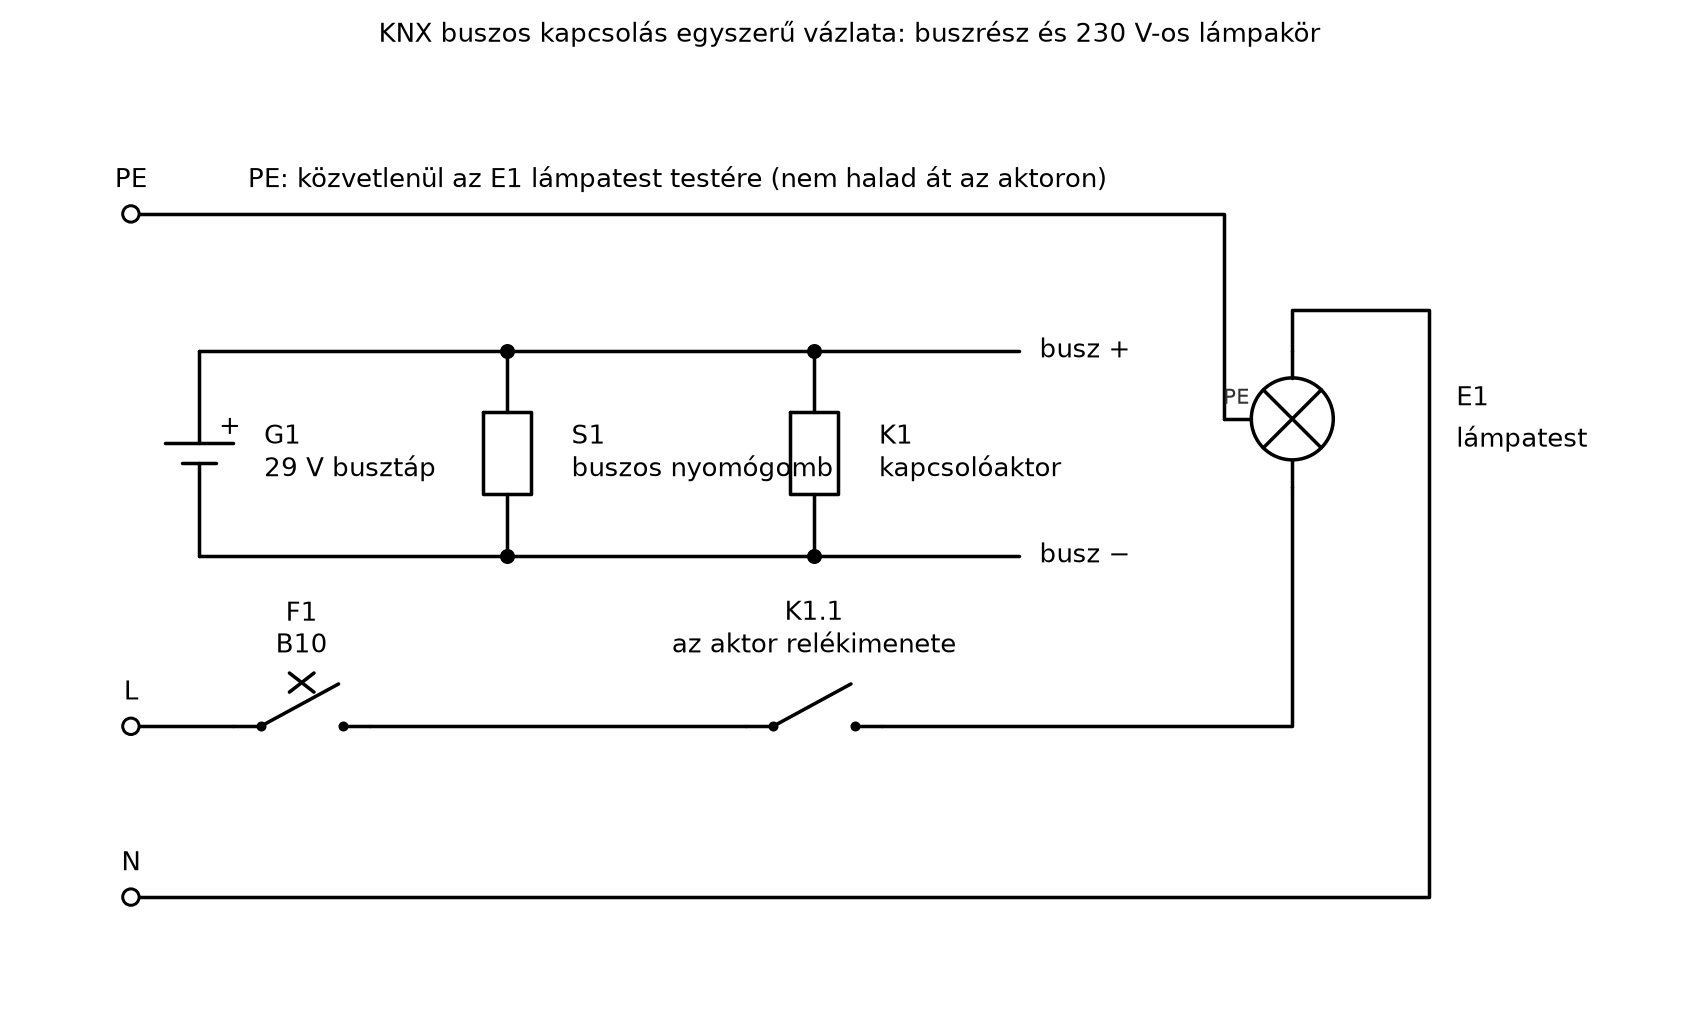 KNX buszos kapcsolás egyszerű vázlata: buszrész és 230 V-os lámpakör
PE
PE: közvetlenül az E1 lámpatest testére (nem halad át az aktoron)
busz +
PE
E1
lámpatest
+
G1
29 V busztáp
S1
buszos nyomógomb
K1
kapcsolóaktor
busz −
F1
B10
K1.1
az aktor relékimenete
L
N